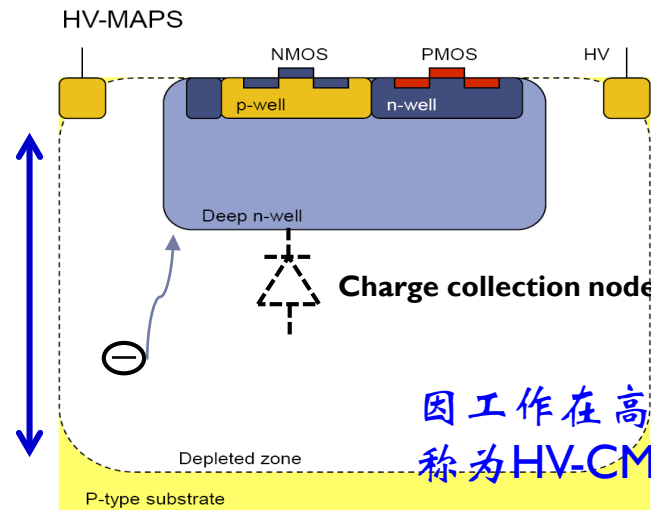 HV-MAPS
NMOS PMOS HV
p-well n-well
Deep n-well
Charge collection node
因工作在高
Depleted zone
称为HV-CM
P-type substrate